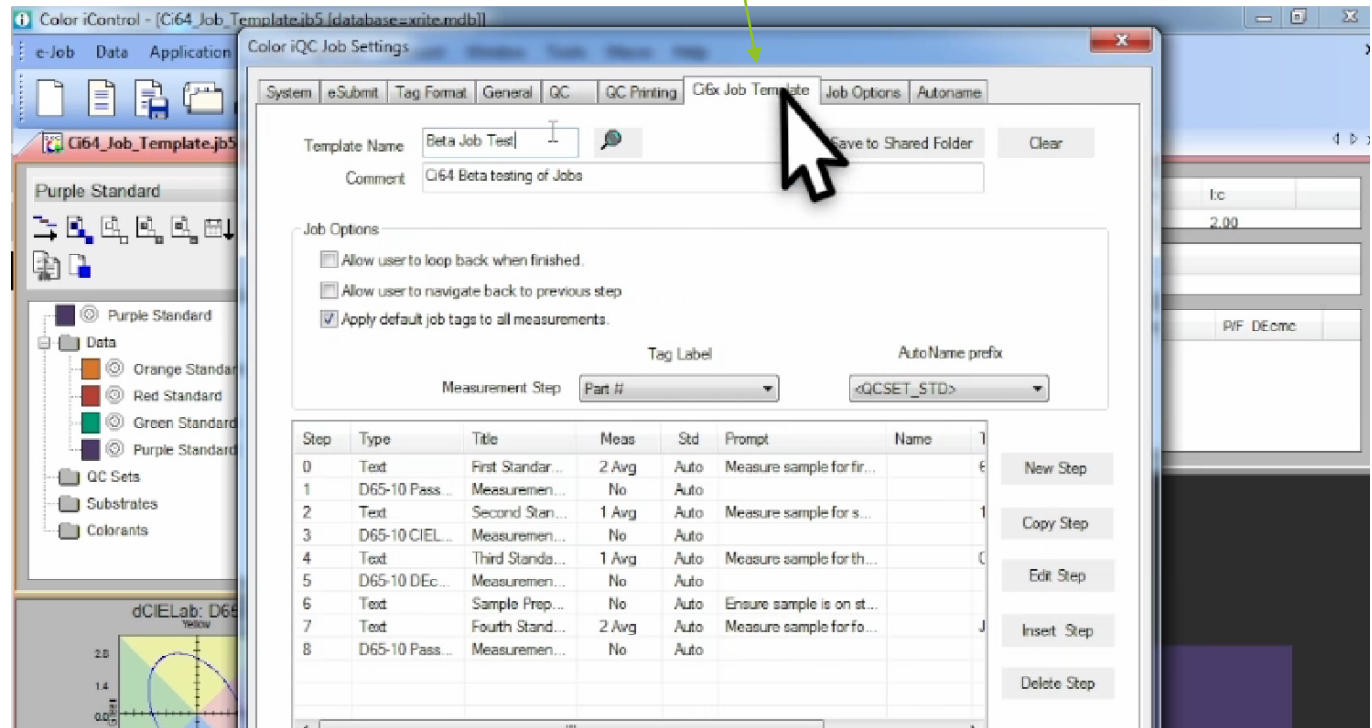 Color iControl - [Ci64_Job_Template.jb5 [database=xrite.mdb]]
e-Job Data Application
Color iQC Job Settings
System eSubmit Tag Format General QC QC Printing Ci6x Job Template Job Options Autoname
Ci64_Job_Template.jb5
Template Name Beta Job Test Save to Shared Folder Clear
Comment Ci64 Beta testing of Jobs
Purple Standard
I:c
2.00
Job Options
Allow user to loop back when finished.
Allow user to navigate back to previous step
Apply default job tags to all measurements.
Purple Standard
Data
Orange Standar
Red Standard
Green Standard
Purple Standard
QC Sets
Substrates
Colorants
P/F DEcmc
Tag Label AutoName prefix
Measurement Step Part # <QCSET_STD>
Step Type Title Meas Std Prompt Name
0 Text First Standar... 2 Avg Auto Measure sample for fir... 6
1 D65-10 Pass... Measuremen... No Auto
2 Text Second Stan... 1 Avg Auto Measure sample for s... 1
3 D65-10 CIEL... Measuremen... No Auto
4 Text Third Standa... 1 Avg Auto Measure sample for th...
5 D65-10 DEc... Measuremen... No Auto
6 Text Sample Prep... No Auto Ensure sample is on st...
7 Text Fourth Stand... 2 Avg Auto Measure sample for fo... J
8 D65-10 Pass... Measuremen... No Auto
New Step
Copy Step
Edit Step
Insert Step
Delete Step
dCIELab: D65
Yellow
2.8
1.4
0.0